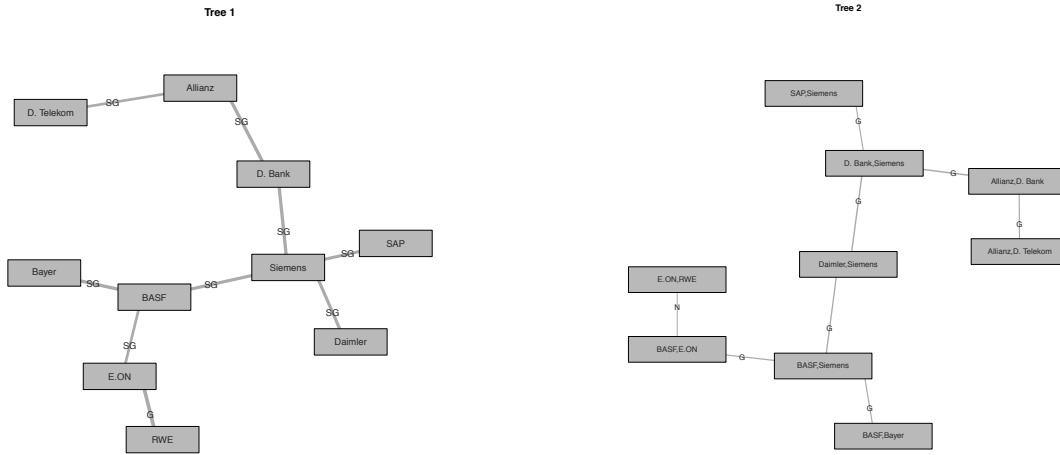 Tree 1
Allianz
SG
D. Telekom
SG
D. Bank
SG
SAP
SG
Siemens
Bayer
SG
SG
BASF
SG
Daimler
SG
E.ON
G
RWE
Tree 2
SAP,Siemens
G
D. Bank,Siemens
G
Allianz,D. Bank
G
G
Allianz,D. Telekom
Daimler,Siemens
E.ON,RWE
N
G
BASF,E.ON
G
BASF,Siemens
G
BASF,Bayer